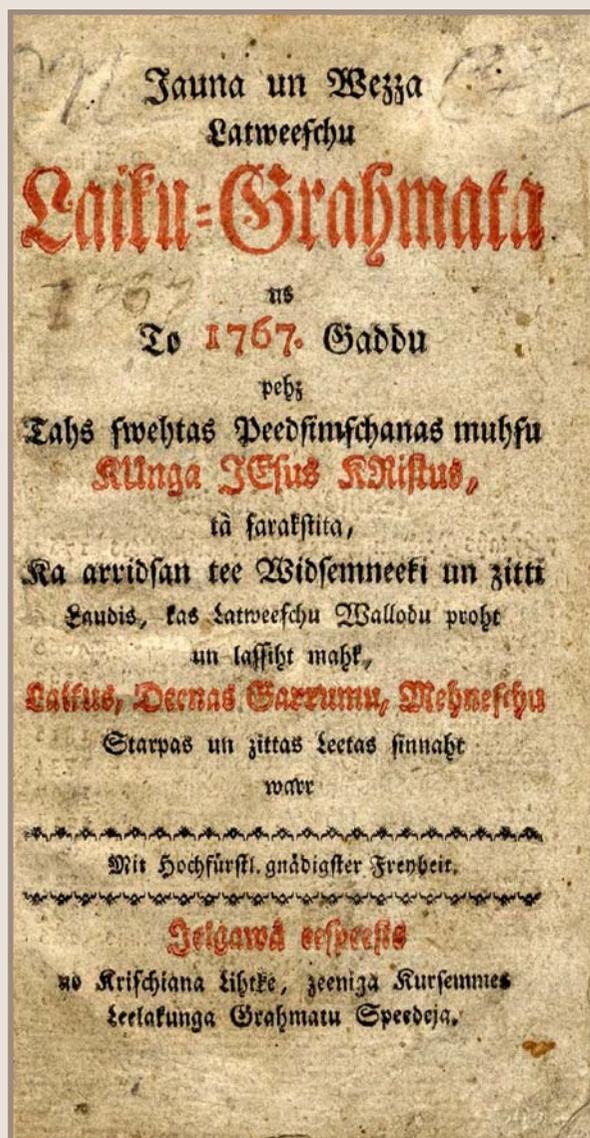 Jauna un Wezza
Latweeschu
Laiku-Grahmata
us
To 1767. Gaddu
pehz
Tahs swehtas Peedsimschanas muhsu
KUnga JEsus KRistus,
tà sarakstita,
Ka arridsan tee Widsemneeki un zitti
Laudis, kas Latweeschu Wallodu proht
un lassiht mahk,
Laikus, Deenas Garrumu, Mehneschu
Starpas un zittas Leetas sinnaht
warr
Mit Hochfürstl. gnädigster Freyheit.
Jelgawâ eespeests
no Krischiana Lihtke, zeeniga Kursemmes
Leelakunga Grahmatu Speedeja.